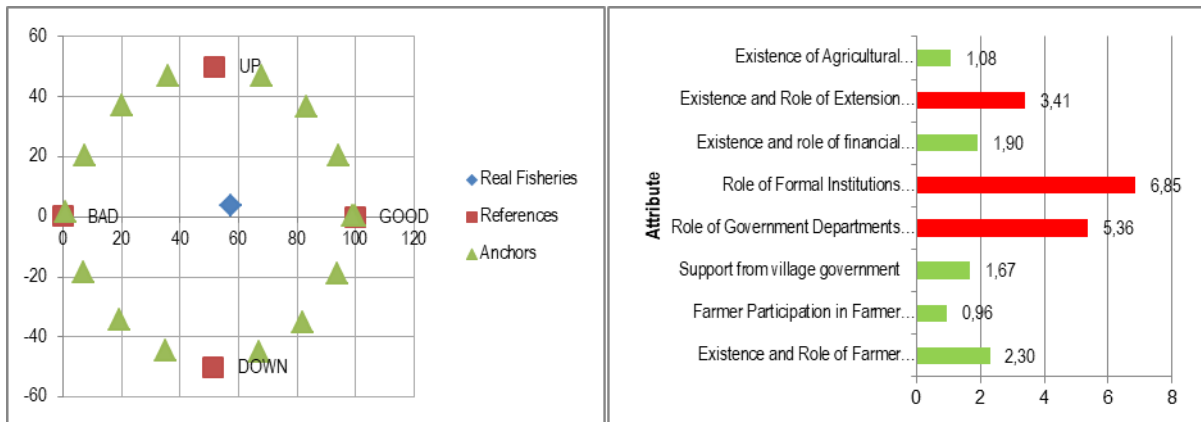 60
40
20
0
-20
-40
-60
0
20
40
60
80
100
120
UP
BAD
GOOD
DOWN
Real Fisheries
References
Anchors
Attribute
Existence of Agricultural...
1,08
Existence and Role of Extension...
3,41
Existence and role of financial...
1,90
Role of Formal Institutions...
6,85
Role of Government Departments...
5,36
Support from village government
1,67
Farmer Participation in Farmer...
0,96
Existence and Role of Farmer...
2,30
0
2
4
6
8